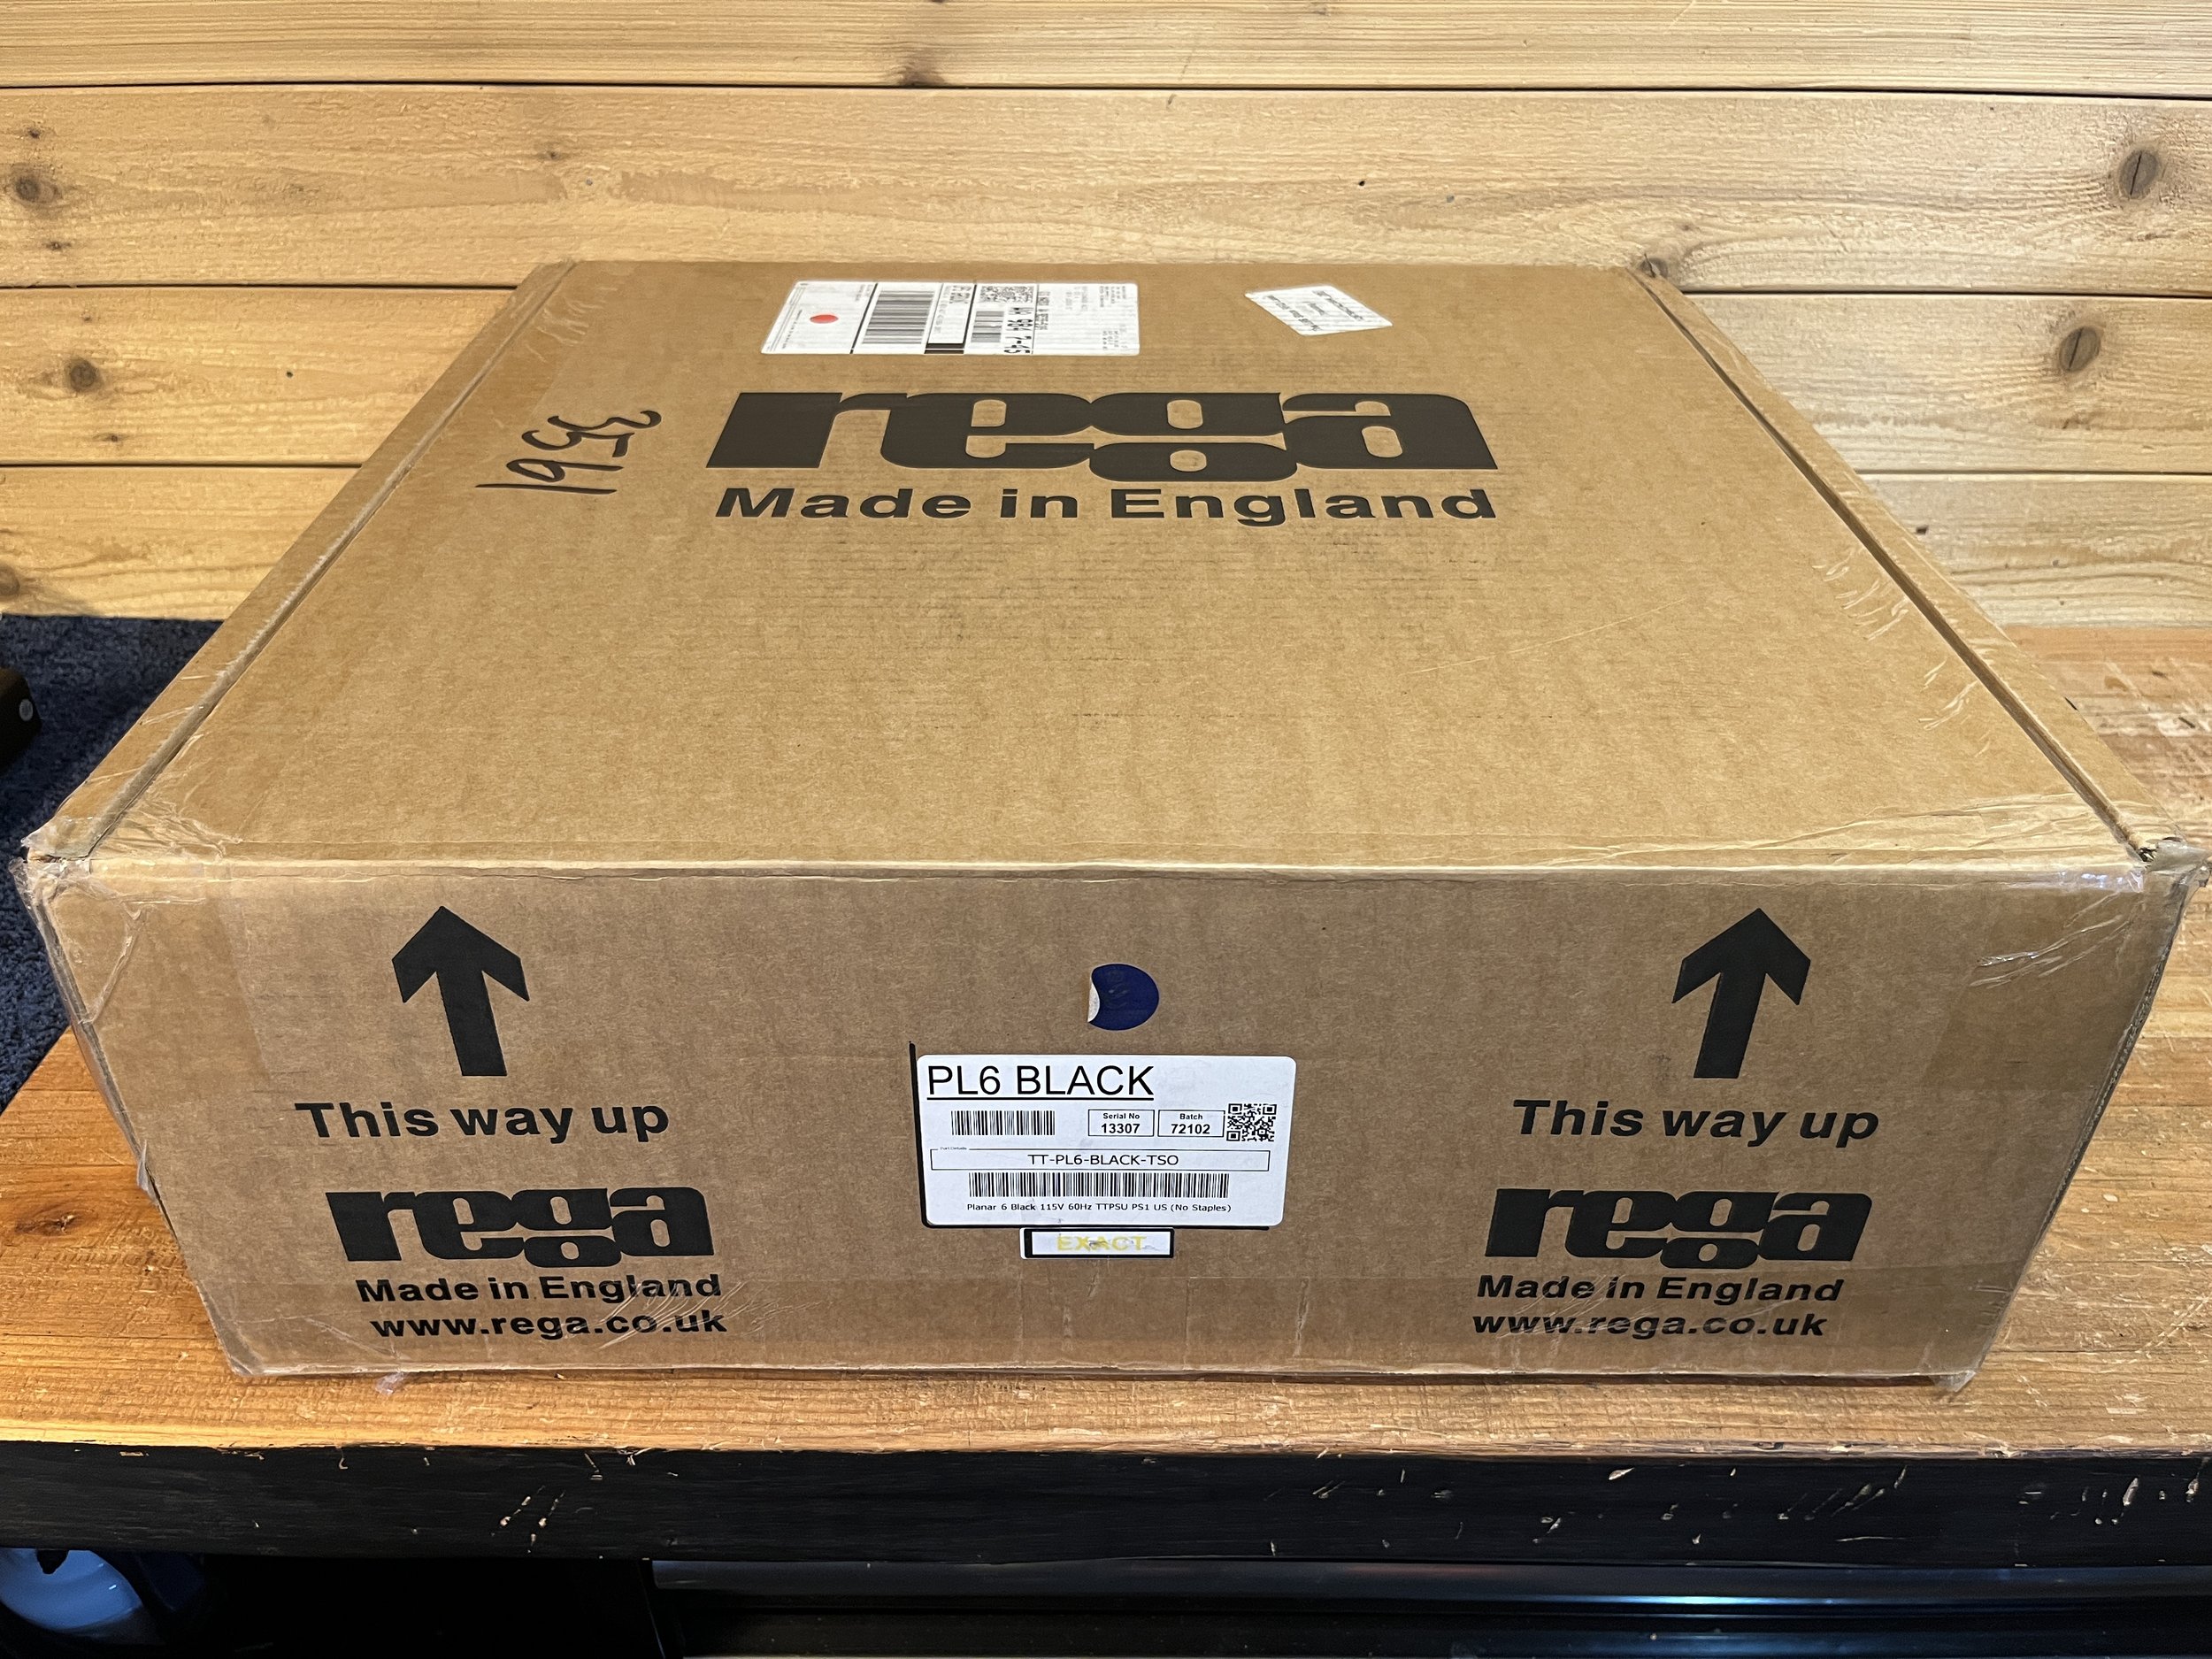 rega
Made in England
This way up
rega
Made in England
www.rega.co.uk
PL6 BLACK
Serial No
13307
Batch
72102
TT-PL6-BLACK-TSO
Planar 6 Black 115V 60Hz TTPSU PS1 US (No Staples)
EXACT
This way up
rega
Made in England
www.rega.co.uk